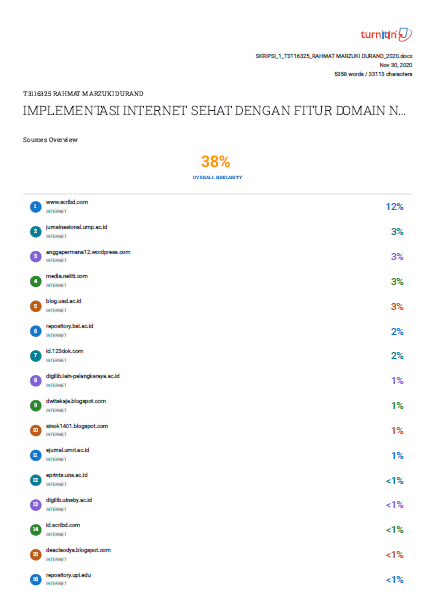 turnitin
SKRIPSI_1_T3116325_RAHMAT MARZUKI DURAND_2020.docx
Nov 30, 2020
5358 words / 33113 characters
T3116325 RAHMAT MARZUKI DURAND
IMPLEMENTASI INTERNET SEHAT DENGAN FITUR DOMAIN N...
Sources Overview
38%
OVERALL SIMILARITY
1 www.scribd.com 12%
INTERNET
2 jurnalnasional.ump.ac.id 3%
INTERNET
3 anggapermana12.wordpress.com 3%
INTERNET
4 media.neliti.com 3%
INTERNET
5 blog.uad.ac.id 3%
INTERNET
6 repository.bsi.ac.id 2%
INTERNET
7 id.123dok.com 2%
INTERNET
8 digilib.iain-palangkaraya.ac.id 1%
INTERNET
9 dwitekaje.blogspot.com 1%
INTERNET
10 sinok1401.blogspot.com 1%
INTERNET
11 ejurnal.umri.ac.id 1%
INTERNET
12 eprints.uns.ac.id <1%
INTERNET
13 digilib.uinsby.ac.id <1%
INTERNET
14 id.scribd.com <1%
INTERNET
15 desclaodya.blogspot.com <1%
INTERNET
16 repository.upi.edu <1%
INTERNET